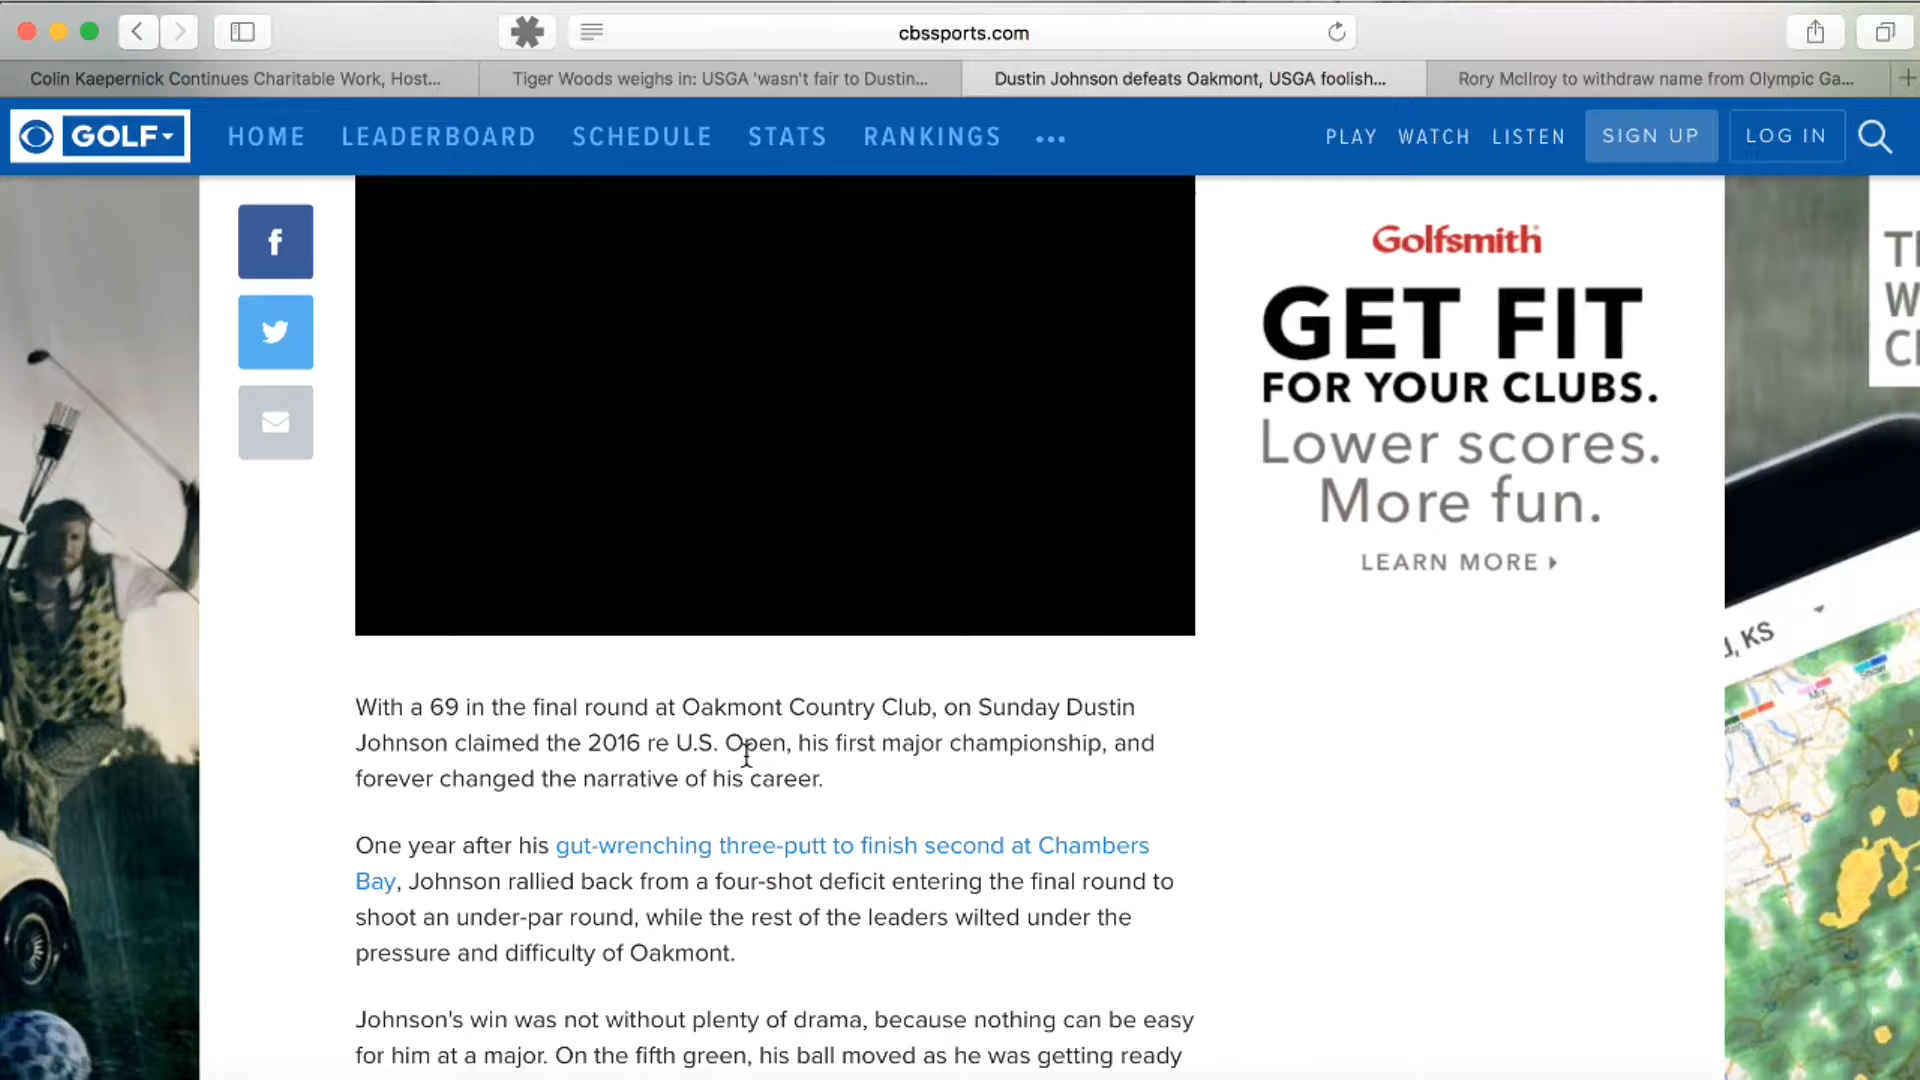 cbssports.com
Colin Kaepernick Continues Charitable Work, Host...
Tiger Woods weighs in: USGA 'wasn't fair to Dustin...
Dustin Johnson defeats Oakmont, USGA foolish...
Rory McIlroy to withdraw name from Olympic Ga...
GOLF
HOME
LEADERBOARD
SCHEDULE
STATS
RANKINGS
PLAY
WATCH
LISTEN
SIGN UP
LOG IN
Golfsmith
GET FIT
FOR YOUR CLUBS.
Lower scores.
More fun.
LEARN MORE
With a 69 in the final round at Oakmont Country Club, on Sunday Dustin
Johnson claimed the 2016 re U.S. Open, his first major championship, and
forever changed the narrative of his career.
One year after his gut-wrenching three-putt to finish second at Chambers
Bay, Johnson rallied back from a four-shot deficit entering the final round to
shoot an under-par round, while the rest of the leaders wilted under the
pressure and difficulty of Oakmont.
Johnson's win was not without plenty of drama, because nothing can be easy
for him at a major. On the fifth green, his ball moved as he was getting ready
KS